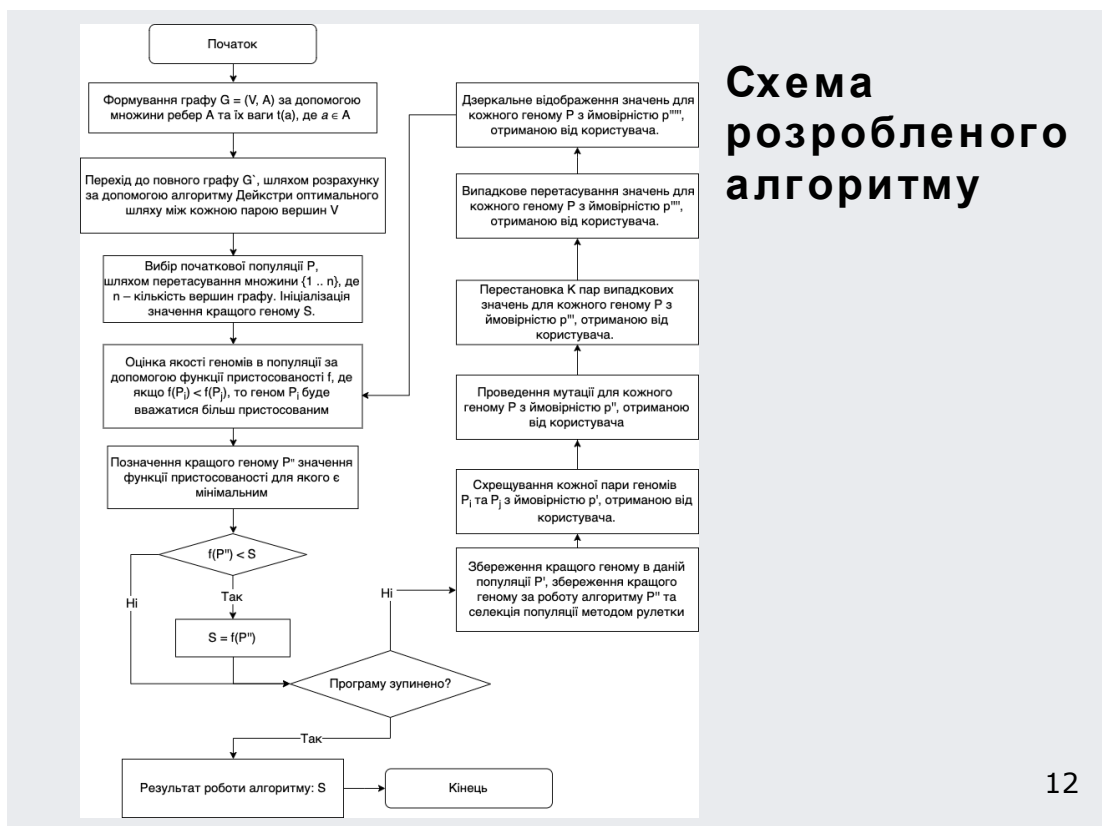 Схема
розробленого
алгоритму
Початок
Формування графу G = (V, A) за допомогою
множини ребер A та їх ваги t(a), де a ∈ A
Перехід до повного графу G`, шляхом розрахунку
за допомогою алгоритму Дейкстри оптимального
шляху між кожною парою вершин V
Вибір початкової популяції P,
шляхом перетасування множини {1 .. n}, де
n – кількість вершин графу. Ініціалізація
значення кращого геному S.
Оцінка якості геномів в популяції за
допомогою функції пристосованості f, де
якщо f(Pi) < f(Pj), то геном Pi буде
вважатися більш пристосованим
Позначення кращого геному P" значення
функції пристосованості для якого є
мінімальним
f(P") < S
Ні
Так
S = f(P")
Програму зупинено?
Ні
Так
Результат роботи алгоритму: S
Кінець
Збереження кращого геному в даній
популяції P', збереження кращого
геному за роботу алгоритму P" та
селекція популяції методом рулетки
Схрещування кожної пари геномів
Pi та Pj з ймовірністю p', отриманою від
користувача.
Проведення мутації для кожного
геному P з ймовірністю p", отриманою
від користувача
Перестановка K пар випадкових
значень для кожного геному P з
ймовірністю p"', отриманою від
користувача.
Випадкове перетасування значень для
кожного геному P з ймовірністю p"",
отриманою від користувача.
Дзеркальне відображення значень для
кожного геному P з ймовірністю p""',
отриманою від користувача.
12